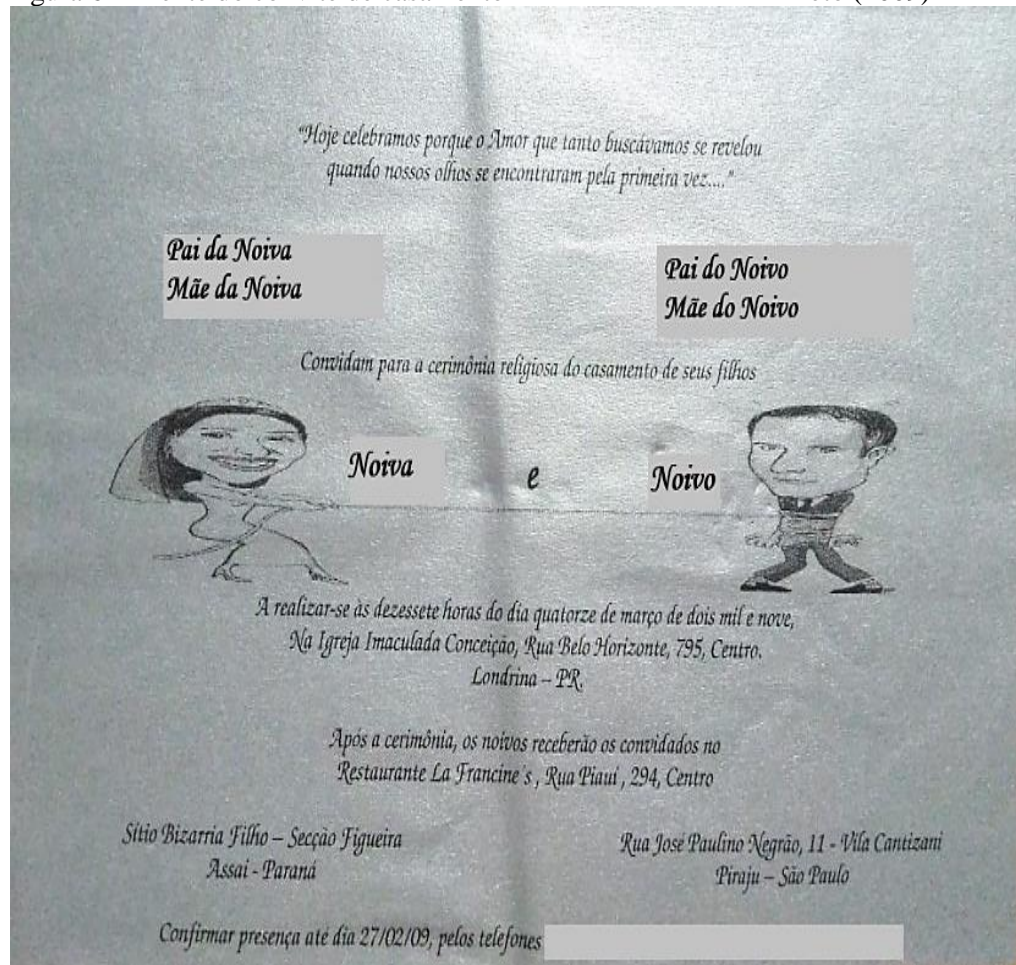 "Hoje celebramos porque o Amor que tanto buscávamos se revelou
quando nossos olhos se encontraram pela primeira vez...."
Pai da Noiva
Mãe da Noiva
Pai do Noivo
Mãe do Noivo
Convidam para a cerimônia religiosa do casamento de seus filhos
Noiva e Noivo
A realizar-se às dezessete horas do dia quatorze de março de dois mil e nove,
Na Igreja Imaculada Conceição, Rua Belo Horizonte, 795, Centro.
Londrina – PR.
Após a cerimônia, os noivos receberão os convidados no
Restaurante La Francine´s , Rua Piauí , 294, Centro
Sítio Bizarria Filho – Secção Figueira
Assai - Paraná
Rua José Paulino Negrão, 11 - Vila Cantizani
Piraju – São Paulo
Confirmar presença até dia 27/02/09, pelos telefones